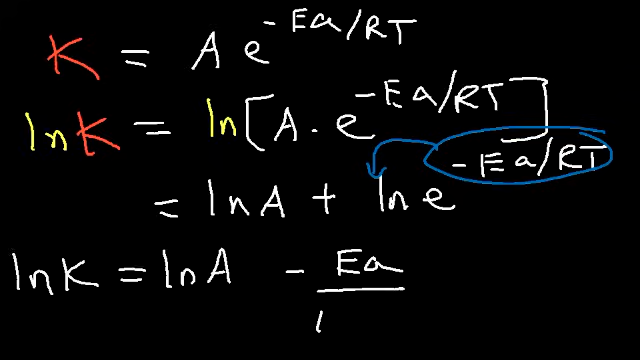 K = A e^-Ea/RT
ln K = ln[A · e^-Ea/RT]
= ln A + ln e^-Ea/RT
ln K = ln A - Ea/